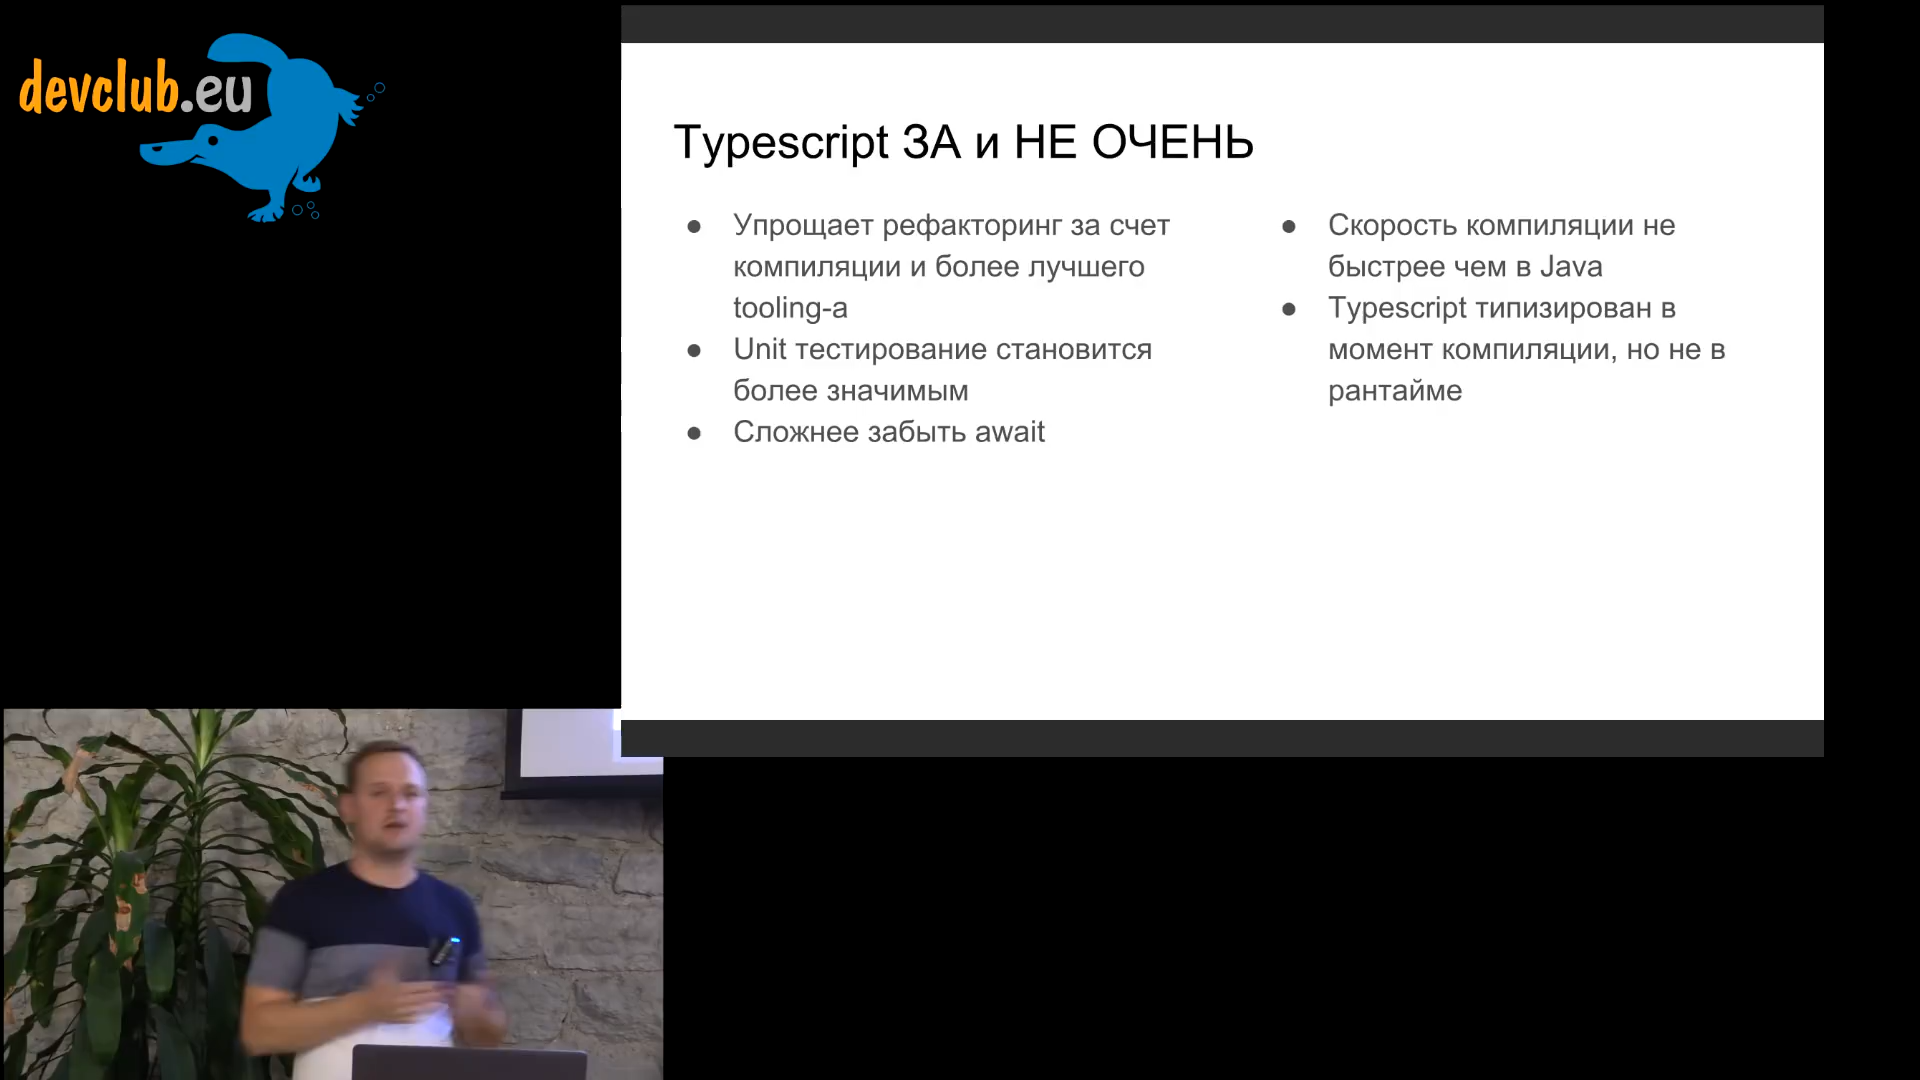 devclub.eu
Typescript ЗА и НЕ ОЧЕНЬ
● Упрощает рефакторинг за счет
компиляции и более лучшего
tooling-а
● Unit тестирование становится
более значимым
● Сложнее забыть await
● Скорость компиляции не
быстрее чем в Java
● Typescript типизирован в
момент компиляции, но не в
рантайме